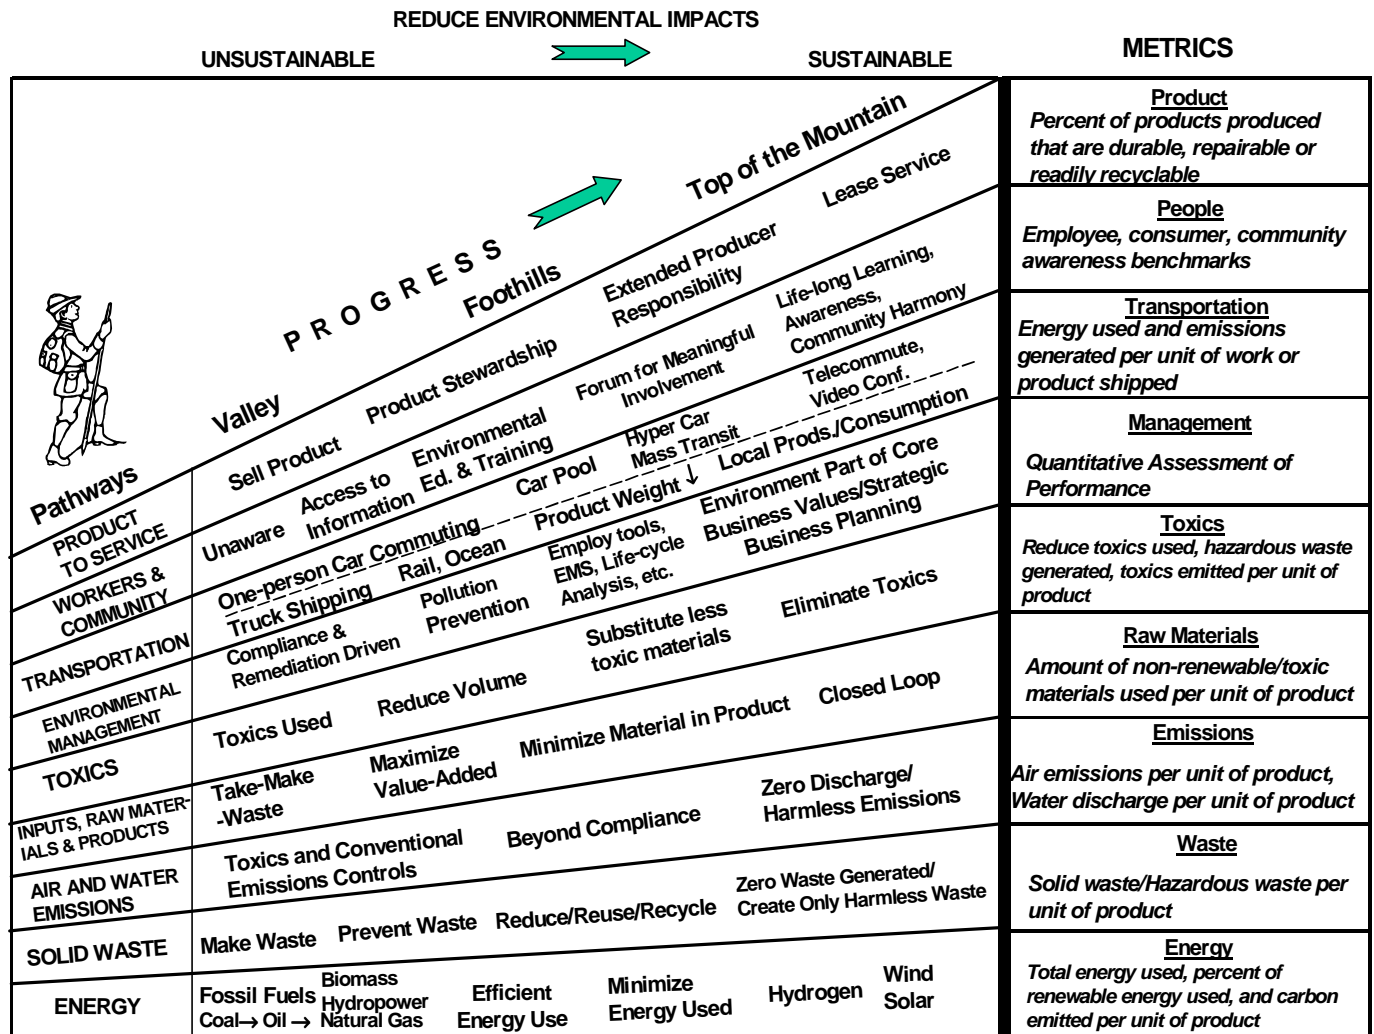 REDUCE ENVIRONMENTAL IMPACTS
UNSUSTAINABLE
SUSTAINABLE
METRICS
PROGRESS
Valley
Foothills
Top of the Mountain
Pathways
PRODUCT
TO SERVICE
Sell Product
Product Stewardship
Extended Producer
Responsibility
Lease Service
Product
Percent of products produced
that are durable, repairable or
readily recyclable
WORKERS &
COMMUNITY
Unaware
Access to
Information
Environmental
Ed. & Training
Forum for Meaningful
Involvement
Life-long Learning,
Awareness,
Community Harmony
People
Employee, consumer, community
awareness benchmarks
TRANSPORTATION
One-person Car Commuting
Car Pool
Hyper Car
Mass Transit
Telecommute,
Video Conf.
Truck Shipping
Rail, Ocean
Product Weight ↓
Local Prods./Consumption
Transportation
Energy used and emissions
generated per unit of work or
product shipped
ENVIRONMENTAL
MANAGEMENT
Compliance &
Remediation Driven
Pollution
Prevention
Employ tools,
EMS, Life-cycle
Analysis, etc.
Environment Part of Core
Business Values/Strategic
Business Planning
Management
Quantitative Assessment of
Performance
TOXICS
Toxics Used
Reduce Volume
Substitute less
toxic materials
Eliminate Toxics
Toxics
Reduce toxics used, hazardous waste
generated, toxics emitted per unit of
product
INPUTS, RAW MATER-
IALS & PRODUCTS
Take-Make
-Waste
Maximize
Value-Added
Minimize Material in Product
Closed Loop
Raw Materials
Amount of non-renewable/toxic
materials used per unit of product
AIR AND WATER
EMISSIONS
Toxics and Conventional
Emissions Controls
Beyond Compliance
Zero Discharge/
Harmless Emissions
Emissions
Air emissions per unit of product,
Water discharge per unit of product
SOLID WASTE
Make Waste
Prevent Waste
Reduce/Reuse/Recycle
Zero Waste Generated/
Create Only Harmless Waste
Waste
Solid waste/Hazardous waste per
unit of product
ENERGY
Fossil Fuels
Coal→ Oil →
Biomass
Hydropower
Natural Gas
Efficient
Energy Use
Minimize
Energy Used
Hydrogen
Wind
Solar
Energy
Total energy used, percent of
renewable energy used, and carbon
emitted per unit of product